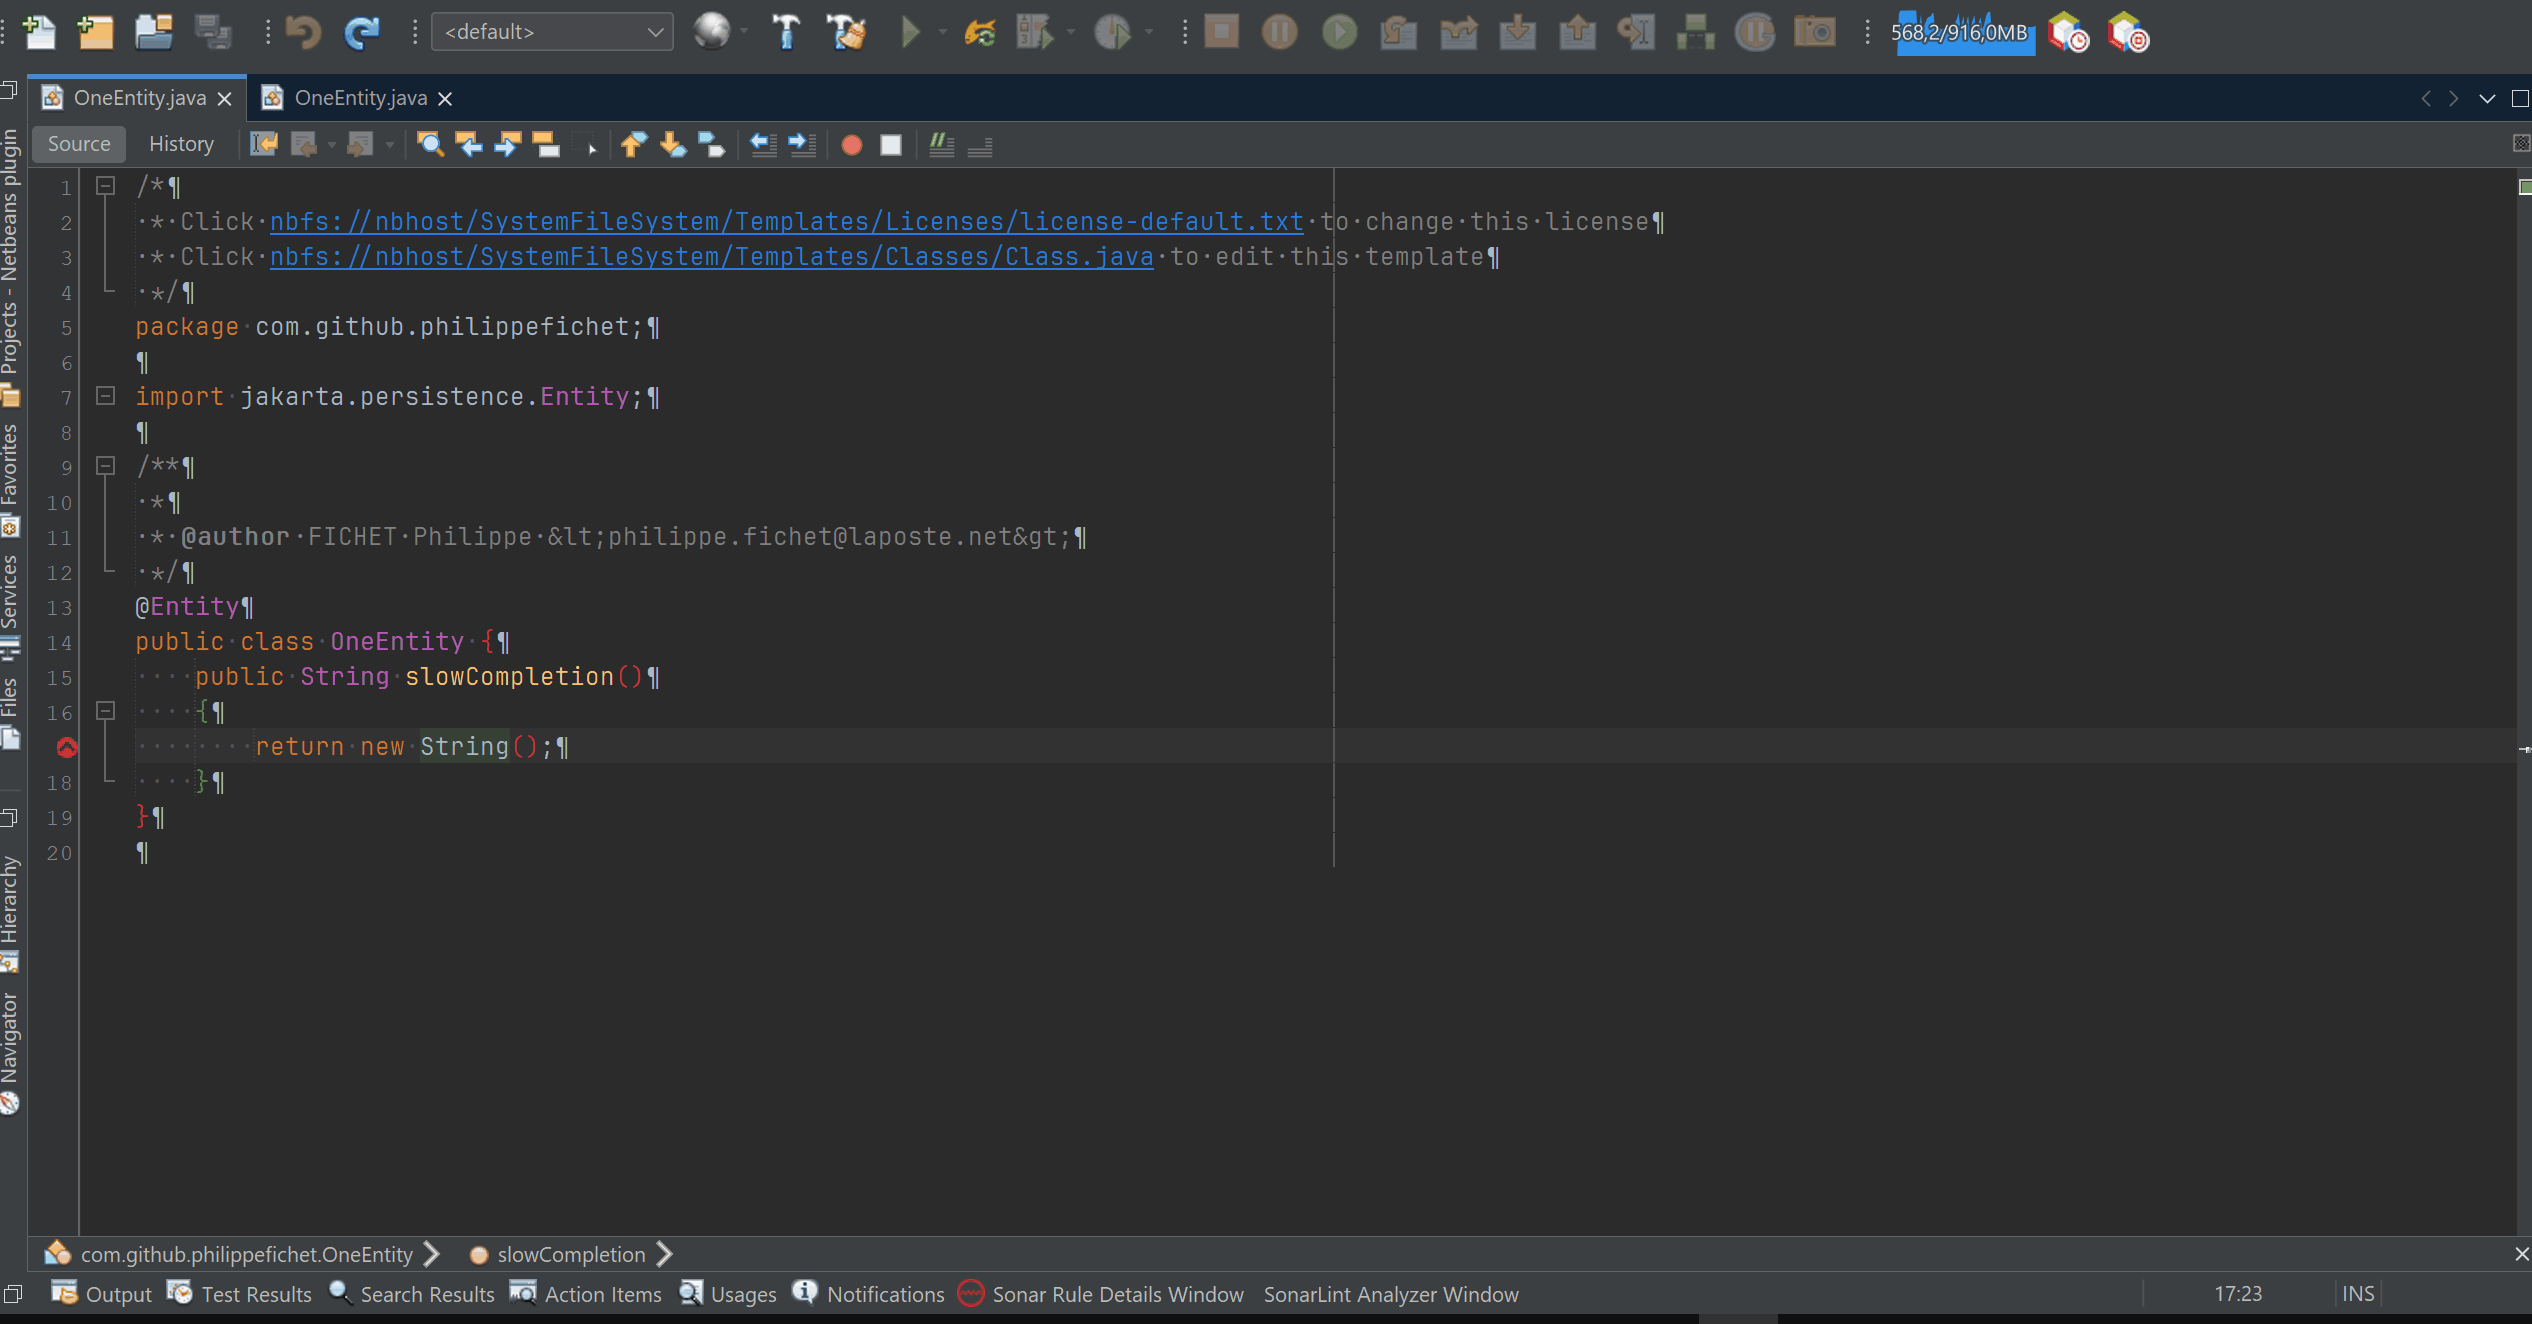 <default>
568,2/916,0MB
OneEntity.java
OneEntity.java
Source
History
Projects - Netbeans plugin
Favorites
Services
Files
Hierarchy
Navigator
1 /*¶
2 ·*·Click·nbfs://nbhost/SystemFileSystem/Templates/Licenses/license-default.txt·to·change·this·license¶
3 ·*·Click·nbfs://nbhost/SystemFileSystem/Templates/Classes/Class.java·to·edit·this·template¶
4 ·*/¶
5 package·com.github.philippefichet;¶
6 ¶
7 import·jakarta.persistence.Entity;¶
8 ¶
9 /**¶
10 ·*¶
11 ·*·@author·FICHET·Philippe·&lt;philippe.fichet@laposte.net&gt;¶
12 ·*/¶
13 @Entity¶
14 public·class·OneEntity·{¶
15 ····public·String·slowCompletion()¶
16 ····{¶
········return·new·String();¶
18 ····}¶
19 }¶
20 ¶
com.github.philippefichet.OneEntity
slowCompletion
Output
Test Results
Search Results
Action Items
Usages
Notifications
Sonar Rule Details Window
SonarLint Analyzer Window
17:23
INS